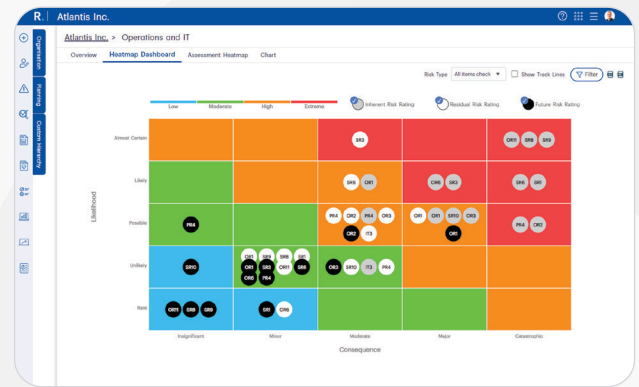 R. | Atlantis Inc.
Atlantis Inc. > Operations and IT
Organisation
Planning
Custom Hierarchy
Overview Heatmap Dashboard Assessment Heatmap Chart
Risk Type All items check Show Track Lines Filter
Low Moderate High Extreme Inherent Risk Rating Residual Risk Rating Future Risk Rating
Likelihood
Almost Certain SR3 OR11 SR8 SR9
Likely SR6 OR1 OR6 SR3 SR6 SR1
Possible PR4 PR4 OR2 PR4 OR3 OR1 OR1 SR10 OR3 PR4 OR2
OR2 IT3 OR1
Unlikely SR10 OR1 SR9 SR8 SR1 OR3 SR10 IT3 PR4
OR1 SR3 OR11 SR6
OR6 PR4
Rare OR11 SR8 SR9 SR1 OR6
Insignificant Minor Moderate Major Catastrophic
Consequence